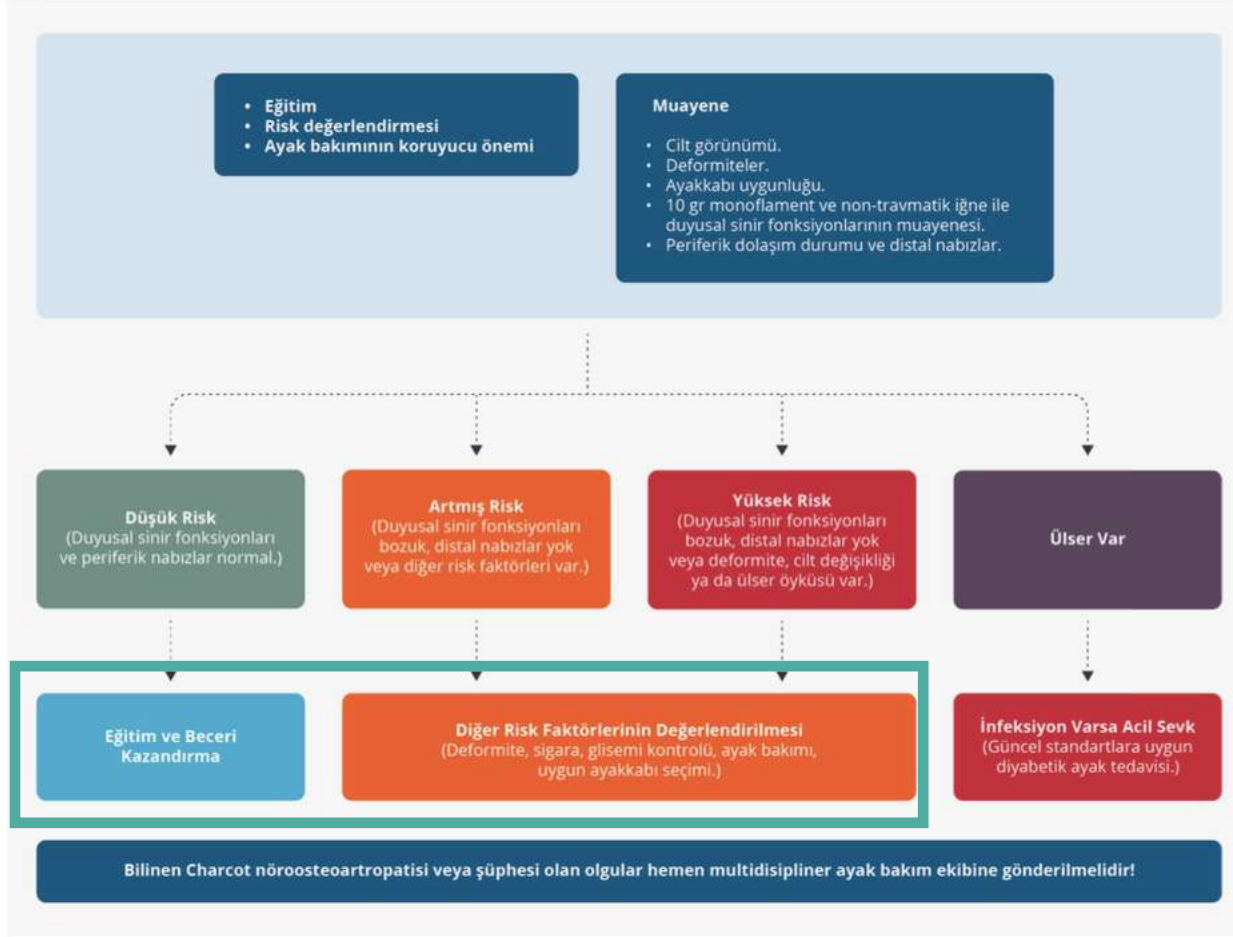 • Eğitim
• Risk değerlendirmesi
• Ayak bakımının koruyucu önemi
Muayene
• Cilt görünümü.
• Deformiteler.
• Ayakkabı uygunluğu.
• 10 gr monoflament ve non-travmatik iğne ile
duyusal sinir fonksiyonlarının muayenesi.
• Periferik dolaşım durumu ve distal nabızlar.
Düşük Risk
(Duyusal sinir fonksiyonları
ve periferik nabızlar normal.)
Artmış Risk
(Duyusal sinir fonksiyonları
bozuk, distal nabızlar yok
veya diğer risk faktörleri var.)
Yüksek Risk
(Duyusal sinir fonksiyonları
bozuk, distal nabızlar yok
veya deformite, cilt değişikliği
ya da ülser öyküsü var.)
Ülser Var
Eğitim ve Beceri
Kazandırma
Diğer Risk Faktörlerinin Değerlendirilmesi
(Deformite, sigara, glisemi kontrolü, ayak bakımı,
uygun ayakkabı seçimi.)
İnfeksiyon Varsa Acil Sevk
(Güncel standartlara uygun
diyabetik ayak tedavisi.)
Bilinen Charcot nöroosteoartropatisi veya şüphesi olan olgular hemen multidisipliner ayak bakım ekibine gönderilmelidir!